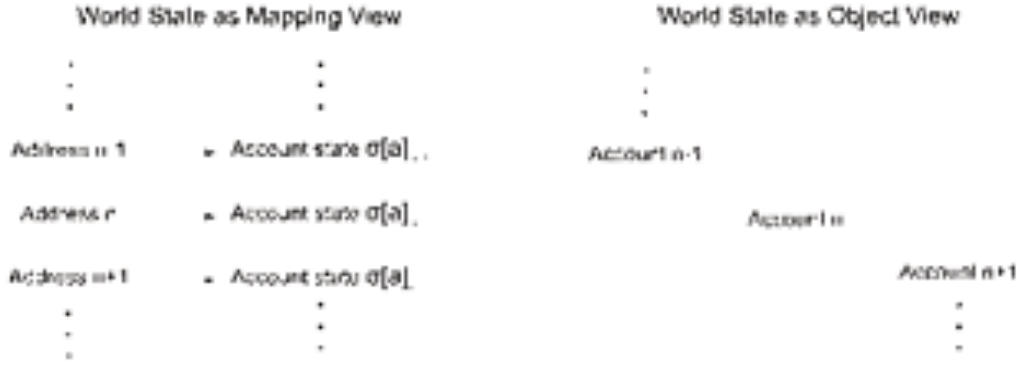 World State as Mapping View
World State as Object View
Address n-1
Account state σ[a]
Account n-1
Address n
Account state σ[a]
Account n
Address n+1
Account state σ[a]
Account n+1